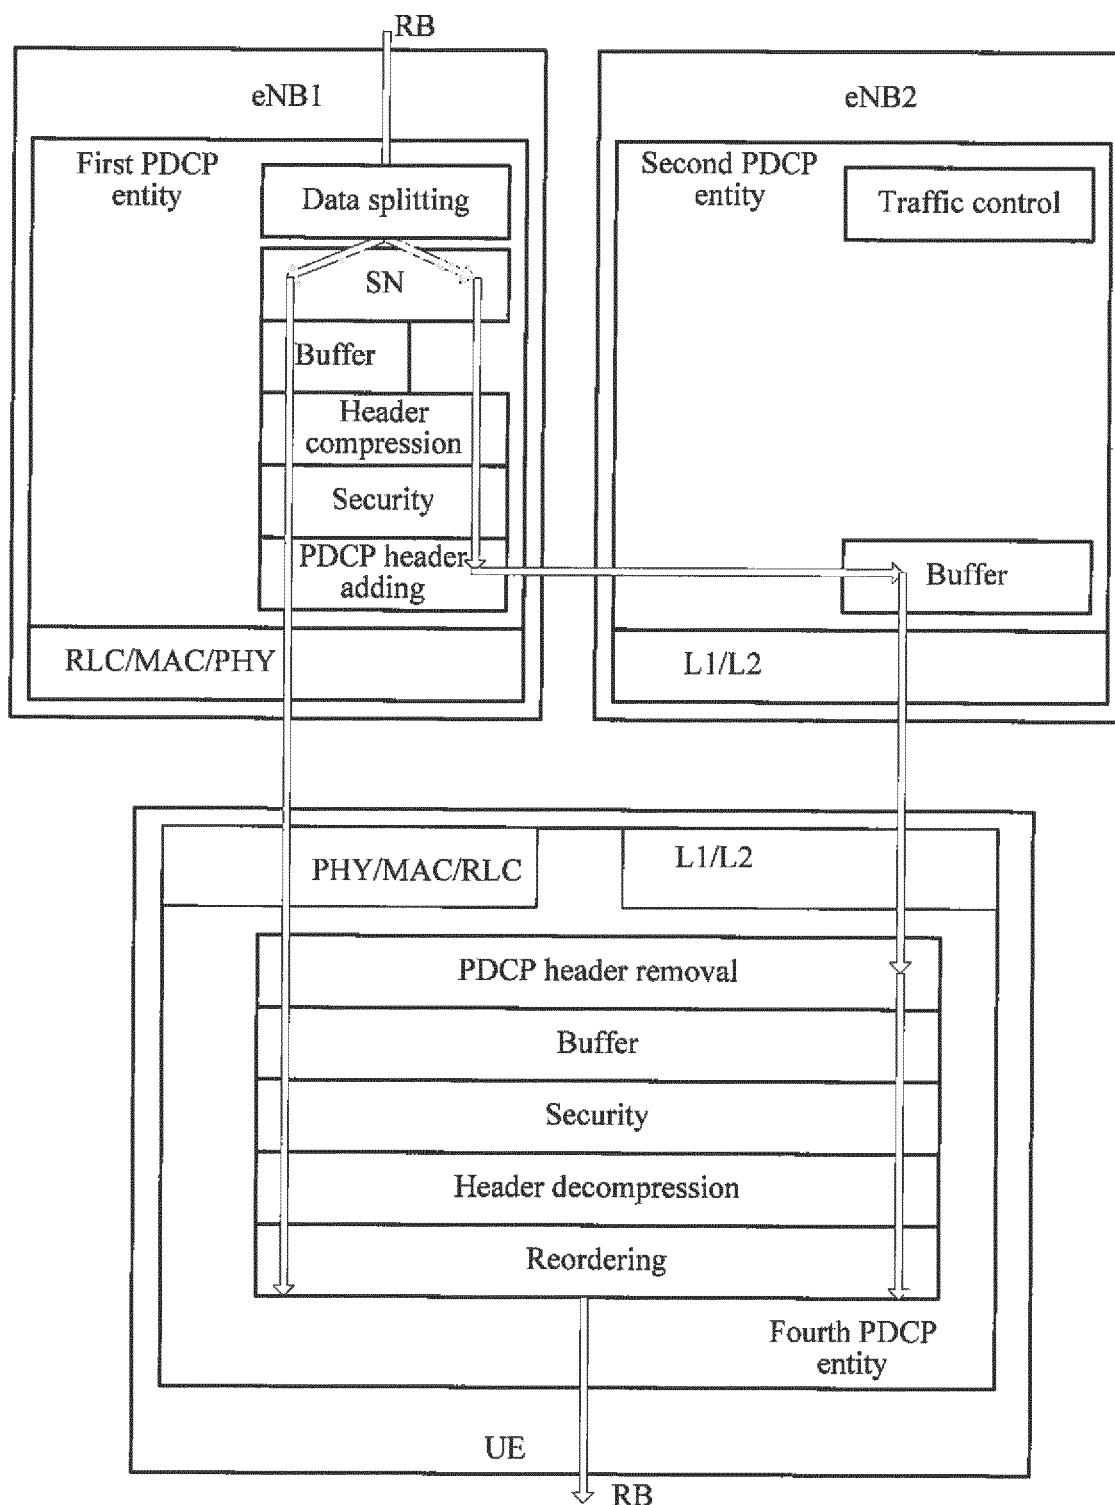 RB
eNB1
First PDCP
entity
Data splitting
SN
Buffer
Header
compression
Security
PDCP header
adding
RLC/MAC/PHY
eNB2
Second PDCP
entity
Traffic control
Buffer
L1/L2
PHY/MAC/RLC
L1/L2
PDCP header removal
Buffer
Security
Header decompression
Reordering
Fourth PDCP
entity
UE
RB